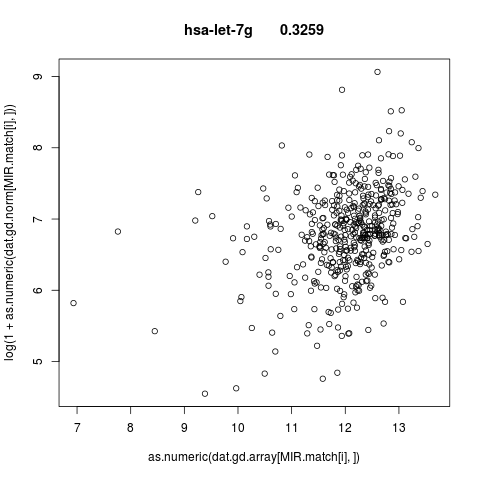 hsa-let-7g 0.3259
9
8
7
6
5
log(1 + as.numeric(dat.gd.norm[MIR.match[i], ]))
7 8 9 10 11 12 13
as.numeric(dat.gd.array[MIR.match[i], ])